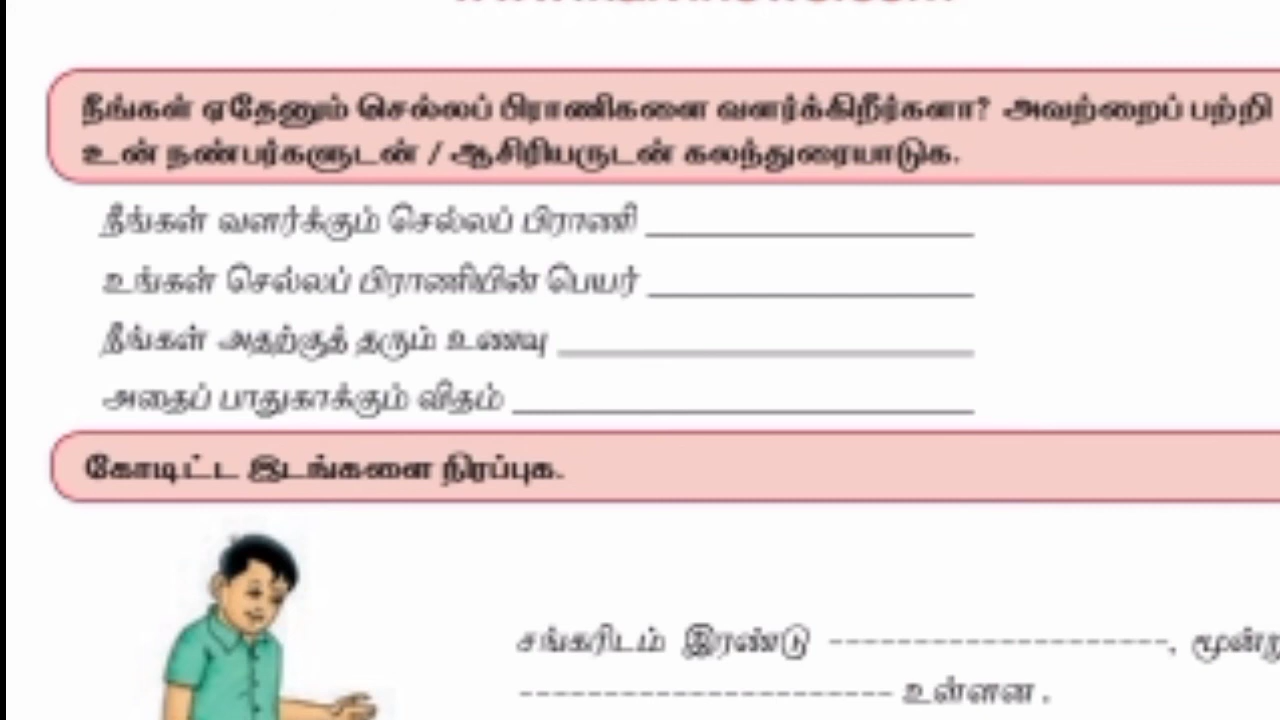 நீங்கள் ஏதேனும் செல்லப் பிராணிகளை வளர்க்கிறீர்களா? அவற்றைப் பற்றி
உன் நண்பர்களுடன் / ஆசிரியருடன் கலந்துரையாடுக.
நீங்கள் வளர்க்கும் செல்லப் பிராணி
உங்கள் செல்லப் பிராணியின் பெயர்
நீங்கள் அதற்குத் தரும் உணவு
அதைப் பாதுகாக்கும் விதம்
கோடிட்ட இடங்களை நிரப்புக.
சங்கரிடம் இரண்டு --------------------, மூன்று
---------------------- உள்ளன.